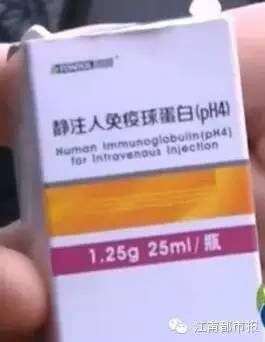 静注人免疫球蛋白(pH4)
Human Immunoglobulin(pH4)
for Intravenous Injection
1.25g 25ml/瓶
江南都市报